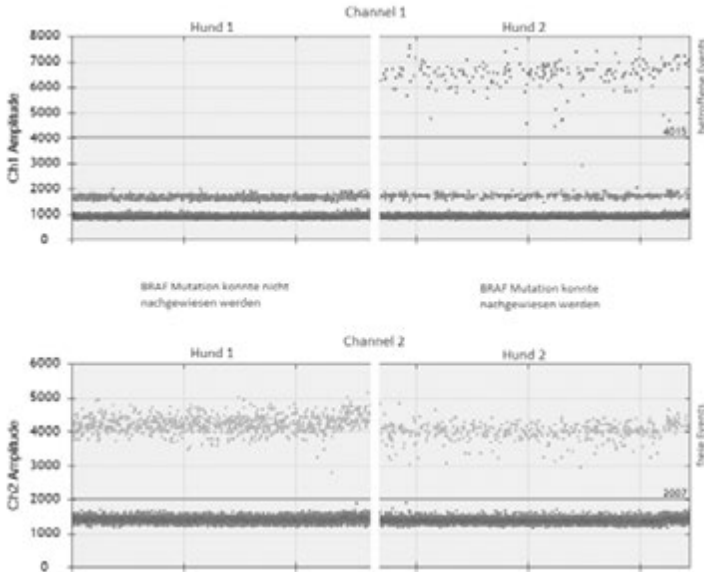 Channel 1
Hund 1
Hund 2
8000
7000
6000
5000
4000
3000
2000
1000
0
Ch1 Amplitude
4015
betroffene Events
BRAF Mutation konnte nicht
nachgewiesen werden
BRAF Mutation konnte
nachgewiesen werden
Channel 2
Hund 1
Hund 2
6000
5000
4000
3000
2000
1000
0
Ch2 Amplitude
2007
Events